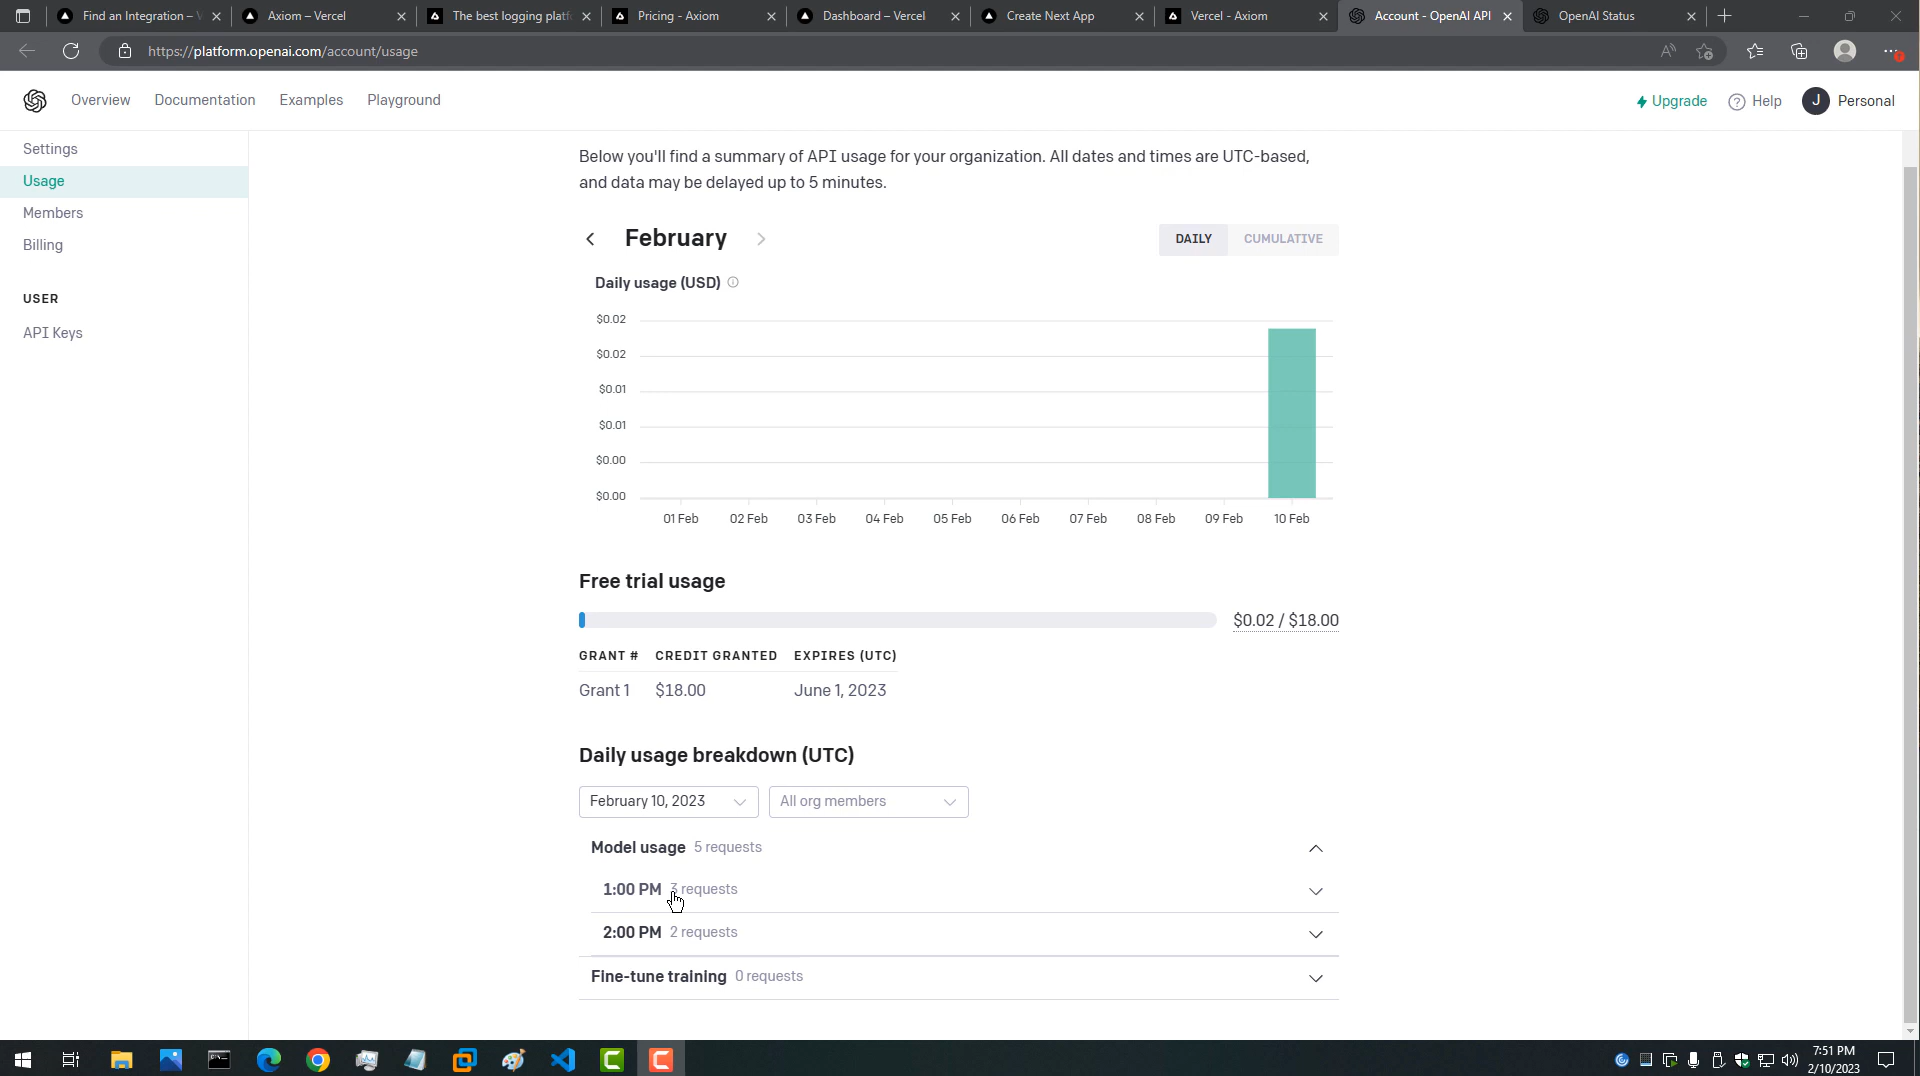 Find an Integration – V
Axiom – Vercel
The best logging platf
Pricing - Axiom
Dashboard – Vercel
Create Next App
Vercel - Axiom
Account - OpenAI API
OpenAI Status
https://platform.openai.com/account/usage
Overview Documentation Examples Playground
Upgrade Help J Personal
Settings
Usage
Members
Billing
USER
API Keys
Below you'll find a summary of API usage for your organization. All dates and times are UTC-based,
and data may be delayed up to 5 minutes.
February
DAILY CUMULATIVE
Daily usage (USD)
$0.02
$0.02
$0.01
$0.01
$0.00
$0.00
01 Feb 02 Feb 03 Feb 04 Feb 05 Feb 06 Feb 07 Feb 08 Feb 09 Feb 10 Feb
Free trial usage
$0.02 / $18.00
GRANT # CREDIT GRANTED EXPIRES (UTC)
Grant 1 $18.00 June 1, 2023
Daily usage breakdown (UTC)
February 10, 2023 All org members
Model usage 5 requests
1:00 PM 3 requests
2:00 PM 2 requests
Fine-tune training 0 requests
7:51 PM
2/10/2023